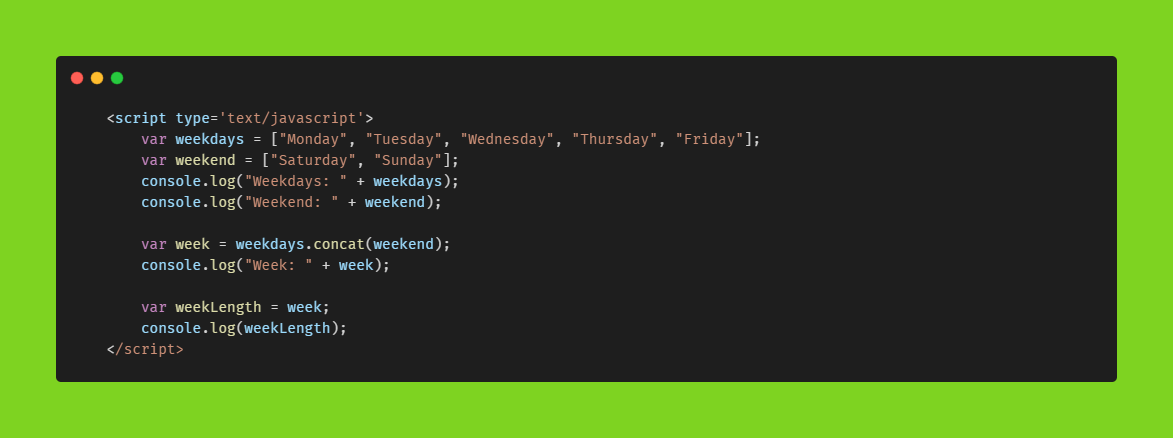 <script type='text/javascript'>
var weekdays = ["Monday", "Tuesday", "Wednesday", "Thursday", "Friday"];
var weekend = ["Saturday", "Sunday"];
console.log("Weekdays: " + weekdays);
console.log("Weekend: " + weekend);
var week = weekdays.concat(weekend);
console.log("Week: " + week);
var weekLength = week;
console.log(weekLength);
</script>